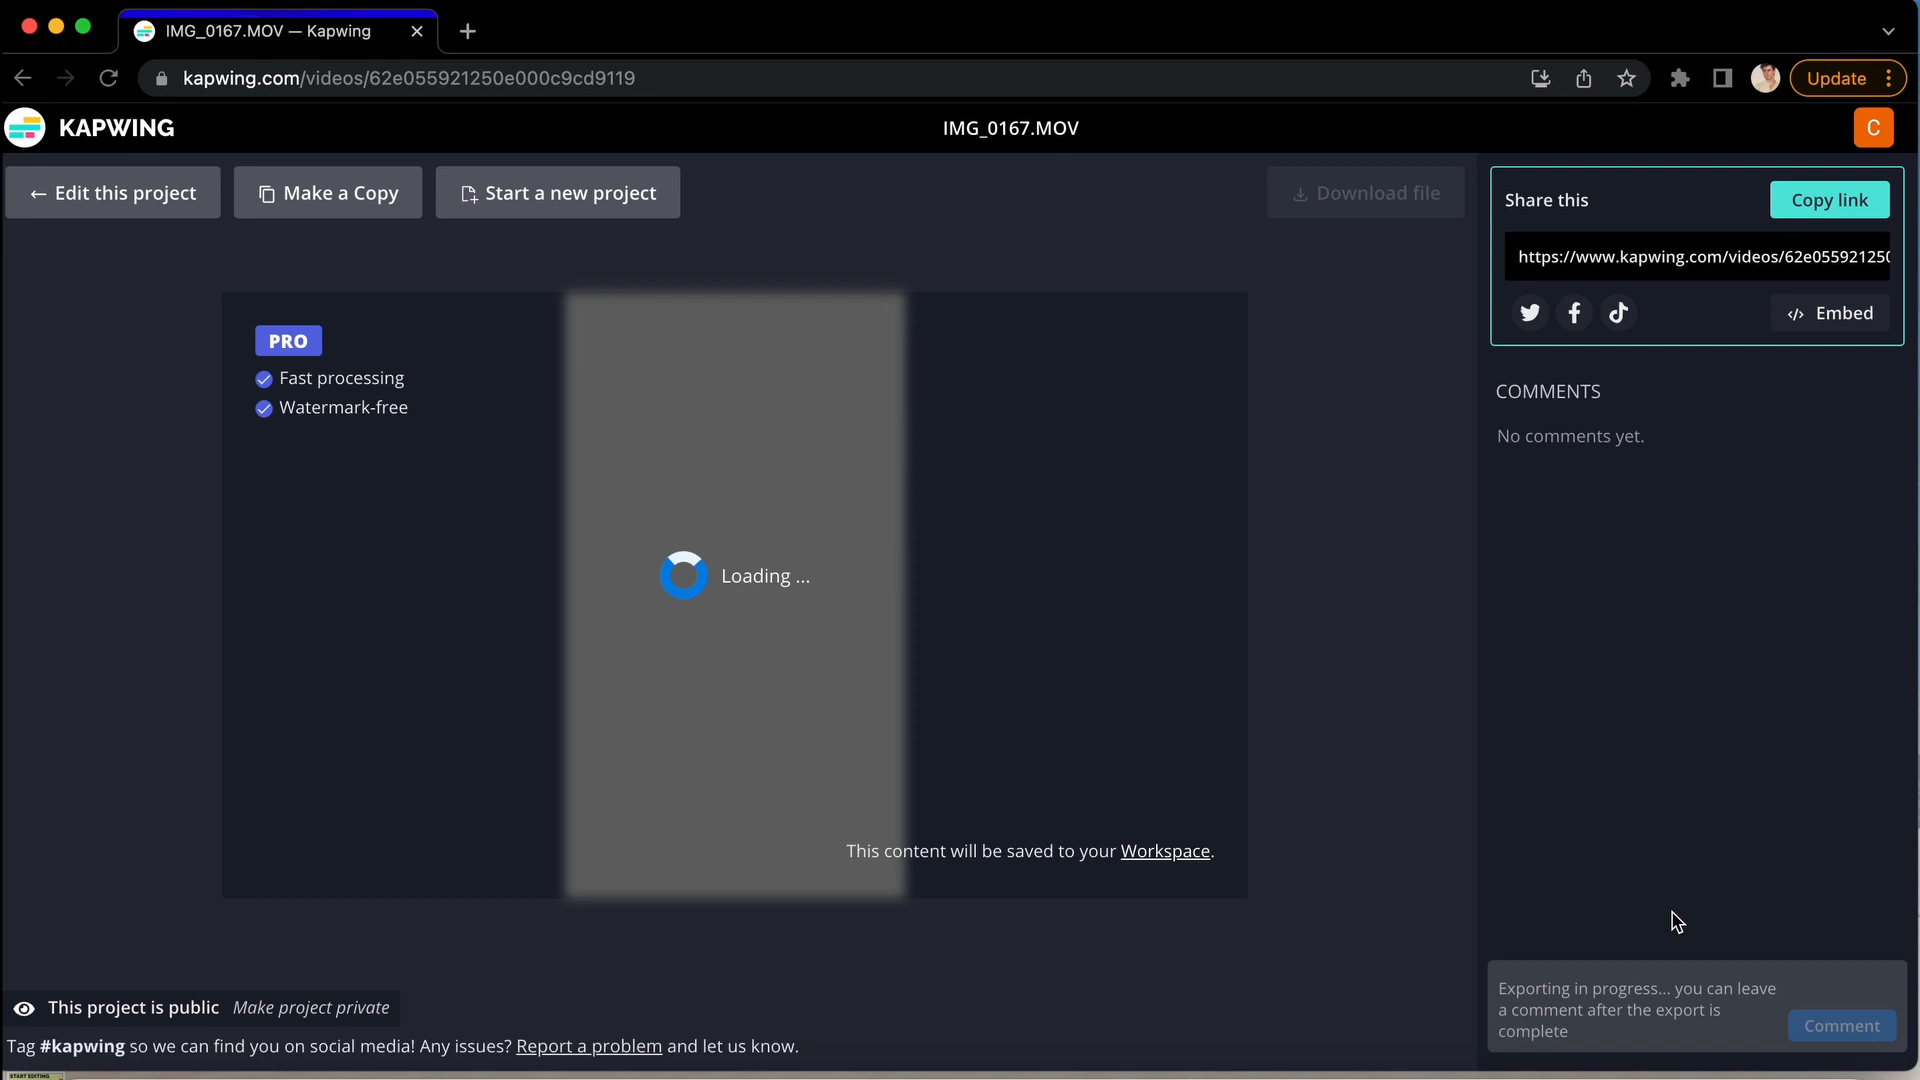 IMG_0167.MOV — Kapwing
kapwing.com/videos/62e055921250e000c9cd9119
Update
KAPWING
IMG_0167.MOV
C
← Edit this project
Make a Copy
Start a new project
Download file
Share this
Copy link
https://www.kapwing.com/videos/62e055921250
</> Embed
PRO
Fast processing
Watermark-free
COMMENTS
No comments yet.
Loading ...
This content will be saved to your Workspace.
Exporting in progress... you can leave
a comment after the export is
complete
Comment
This project is public Make project private
Tag #kapwing so we can find you on social media! Any issues? Report a problem and let us know.
START EDITING